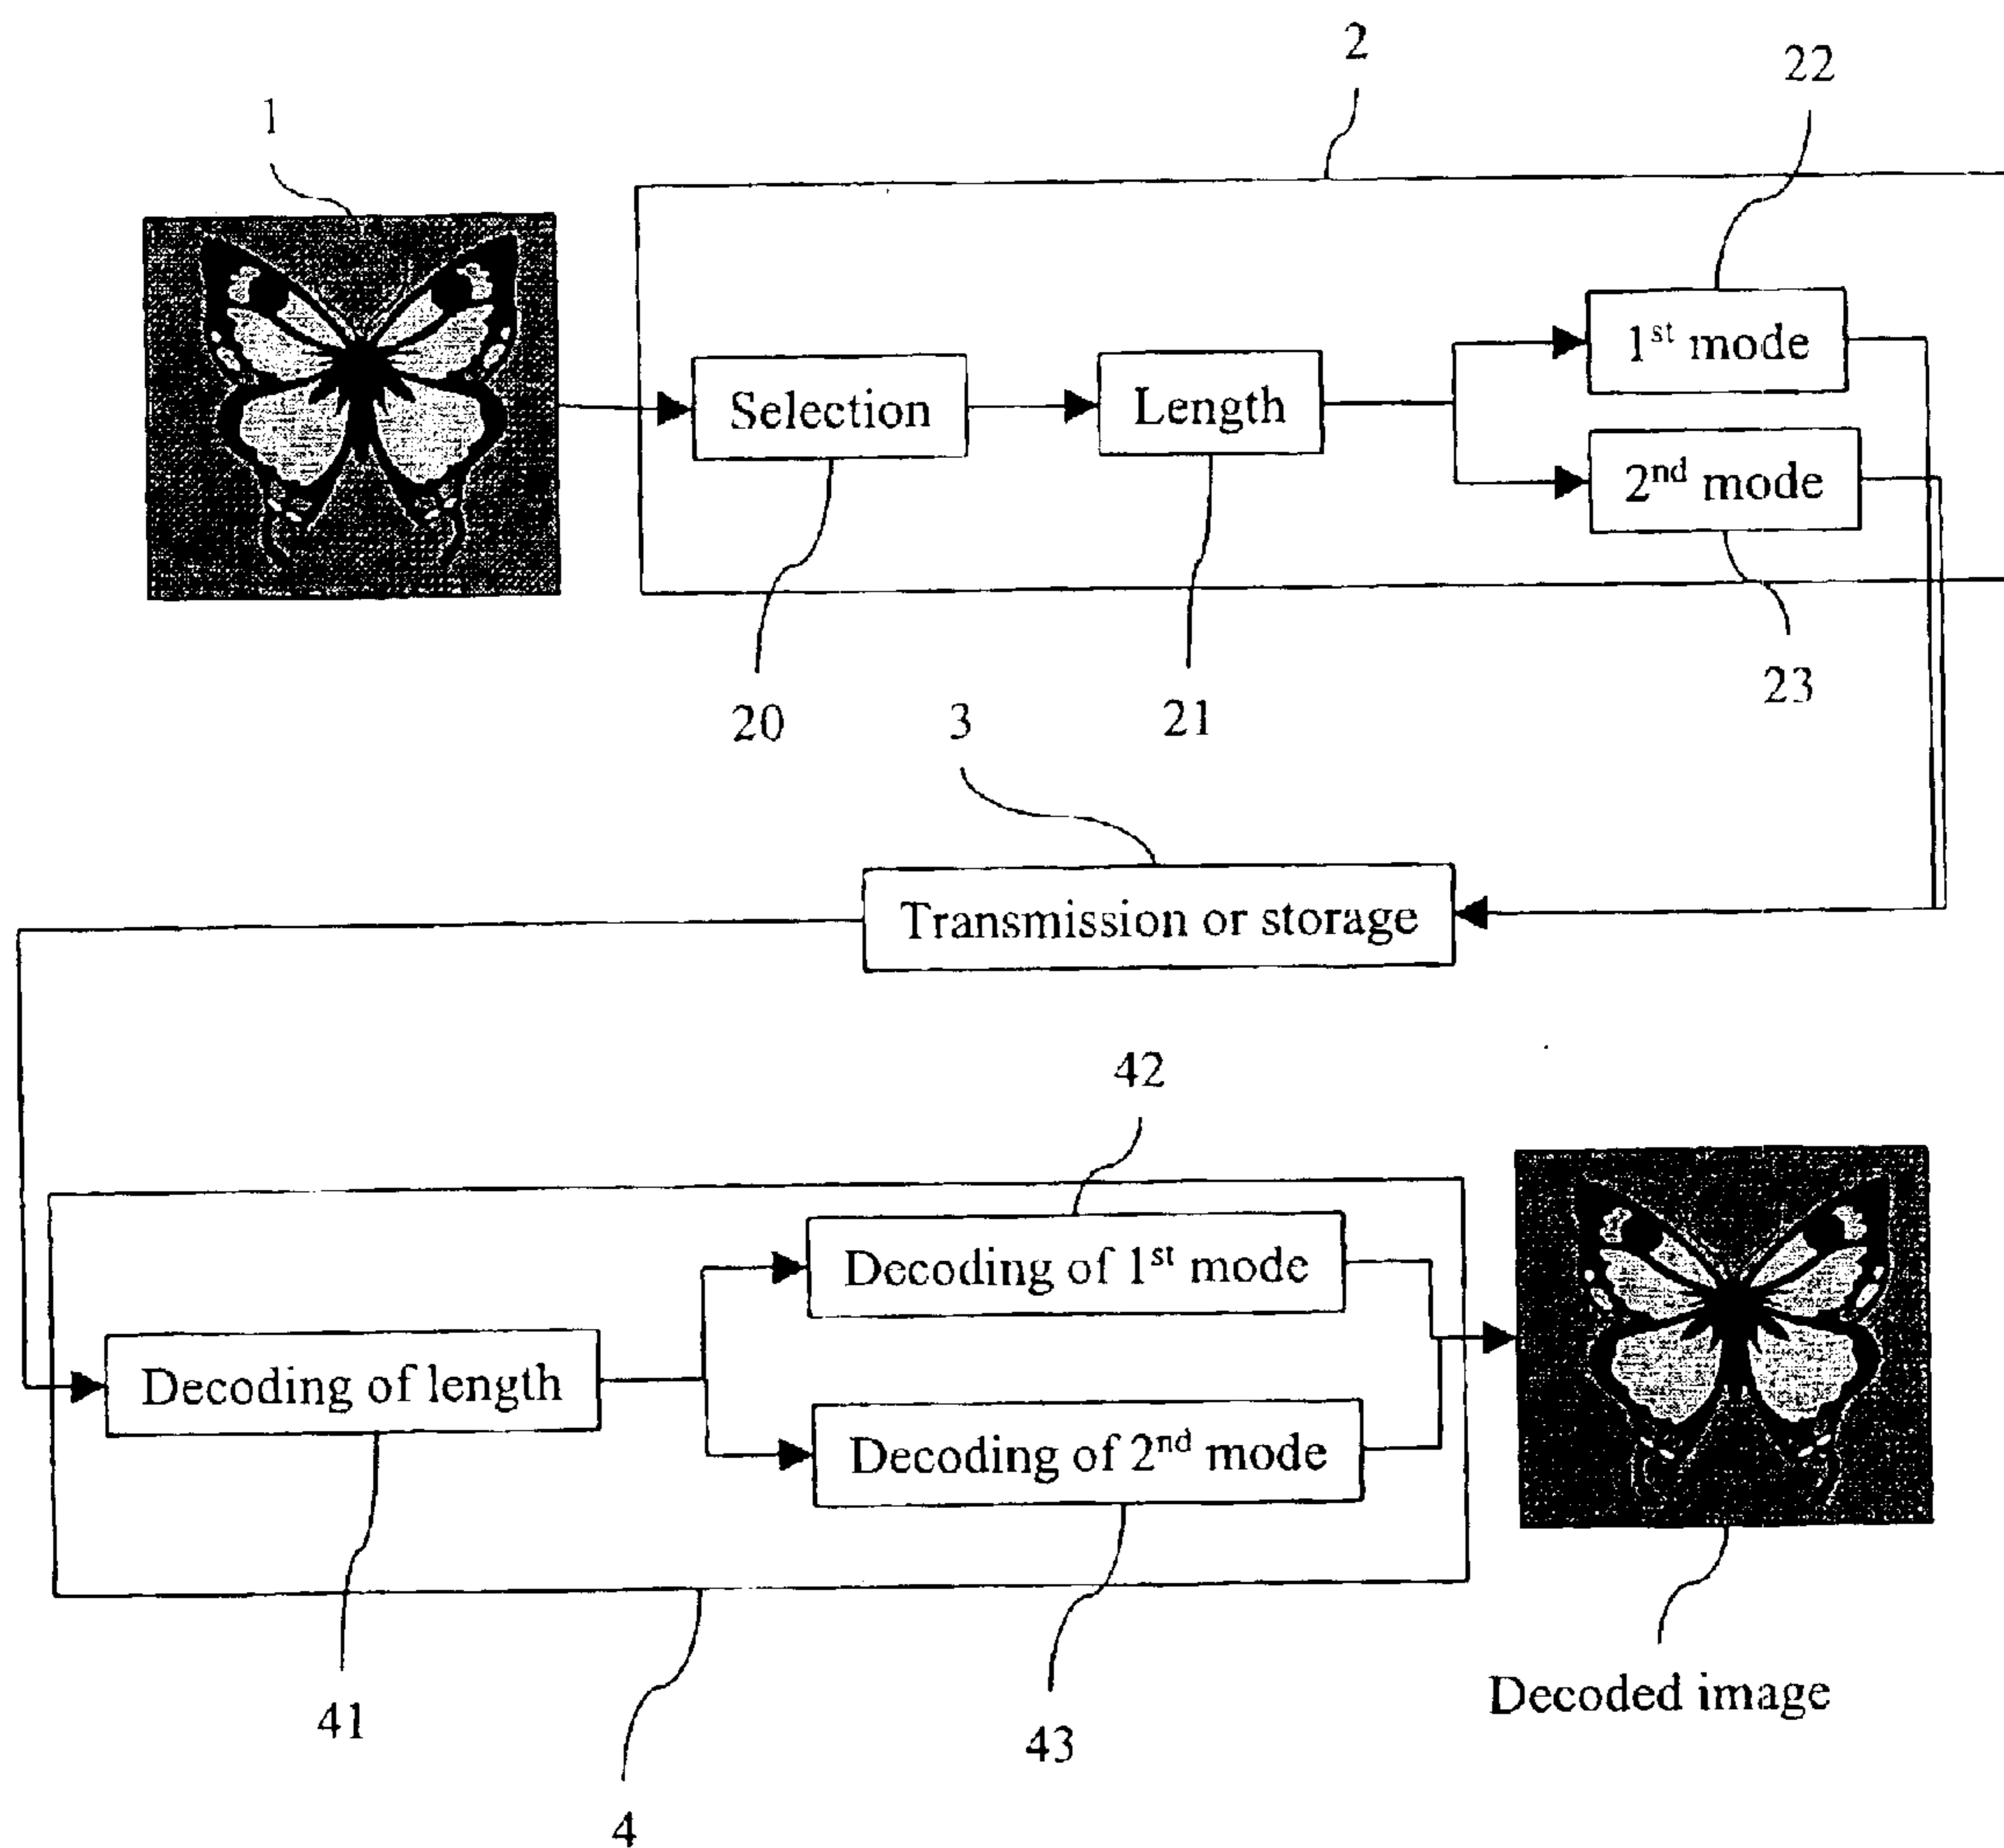 2
22
1
1st mode
Selection
Length
2nd mode
23
20
3
21
Transmission or storage
42
Decoding of 1st mode
Decoding of length
Decoding of 2nd mode
Decoded image
41
43
4